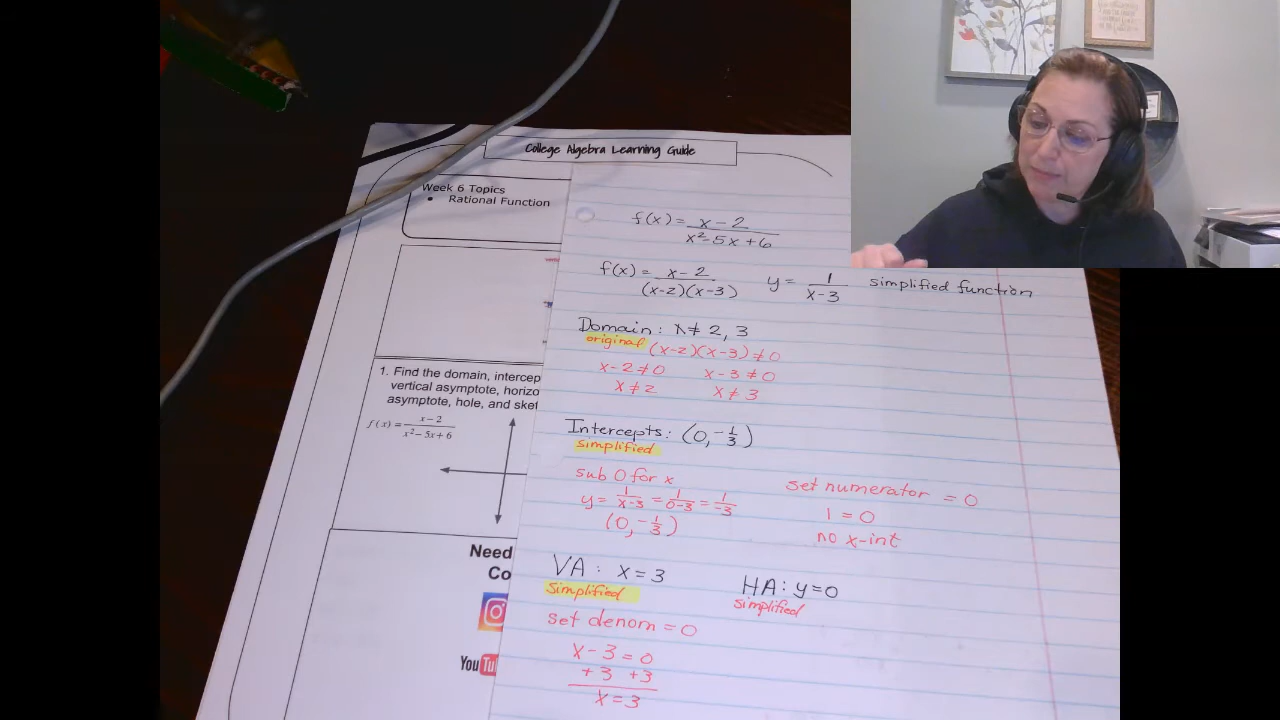 College Algebra Learning Guide
Week 6 Topics
• Rational Function
f(x) = x-2 / x²-5x+6
f(x) = x-2 / (x-2)(x-3) y = 1 / x-3 simplified function
Domain: x ≠ 2, 3
original (x-2)(x-3) ≠ 0
x-2 ≠ 0 x-3 ≠ 0
x ≠ 2 x ≠ 3
1. Find the domain, intercep
vertical asymptote, horizo
asymptote, hole, and sket
f(x) = x-2 / x²-5x+6
Intercepts: (0, -1/3)
simplified
sub 0 for x
y = 1/x-3 = 1/0-3 = 1/-3
(0, -1/3)
set numerator = 0
1 = 0
no x-int
VA: x = 3
simplified
set denom = 0
x - 3 = 0
+3 +3
x = 3
HA: y = 0
simplified
Need
Co
YouTu